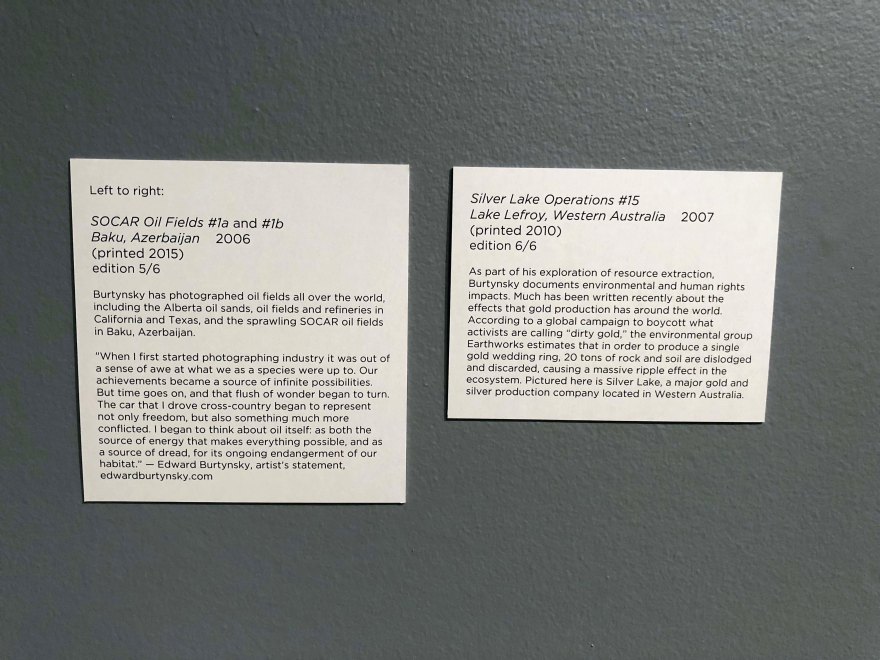 Left to right:
SOCAR Oil Fields #1a and #1b
Baku, Azerbaijan 2006
(printed 2015)
edition 5/6
Burtynsky has photographed oil fields all over the world,
including the Alberta oil sands, oil fields and refineries in
California and Texas, and the sprawling SOCAR oil fields
in Baku, Azerbaijan.
"When I first started photographing industry it was out of
a sense of awe at what we as a species were up to. Our
achievements became a source of infinite possibilities.
But time goes on, and that flush of wonder began to turn.
The car that I drove cross-country began to represent
not only freedom, but also something much more
conflicted. I began to think about oil itself: as both the
source of energy that makes everything possible, and as
a source of dread, for its ongoing endangerment of our
habitat." — Edward Burtynsky, artist's statement,
edwardburtynsky.com
Silver Lake Operations #15
Lake Lefroy, Western Australia 2007
(printed 2010)
edition 6/6
As part of his exploration of resource extraction,
Burtynsky documents environmental and human rights
impacts. Much has been written recently about the
effects that gold production has around the world.
According to a global campaign to boycott what
activists are calling "dirty gold," the environmental group
Earthworks estimates that in order to produce a single
gold wedding ring, 20 tons of rock and soil are dislodged
and discarded, causing a massive ripple effect in the
ecosystem. Pictured here is Silver Lake, a major gold and
silver production company located in Western Australia.